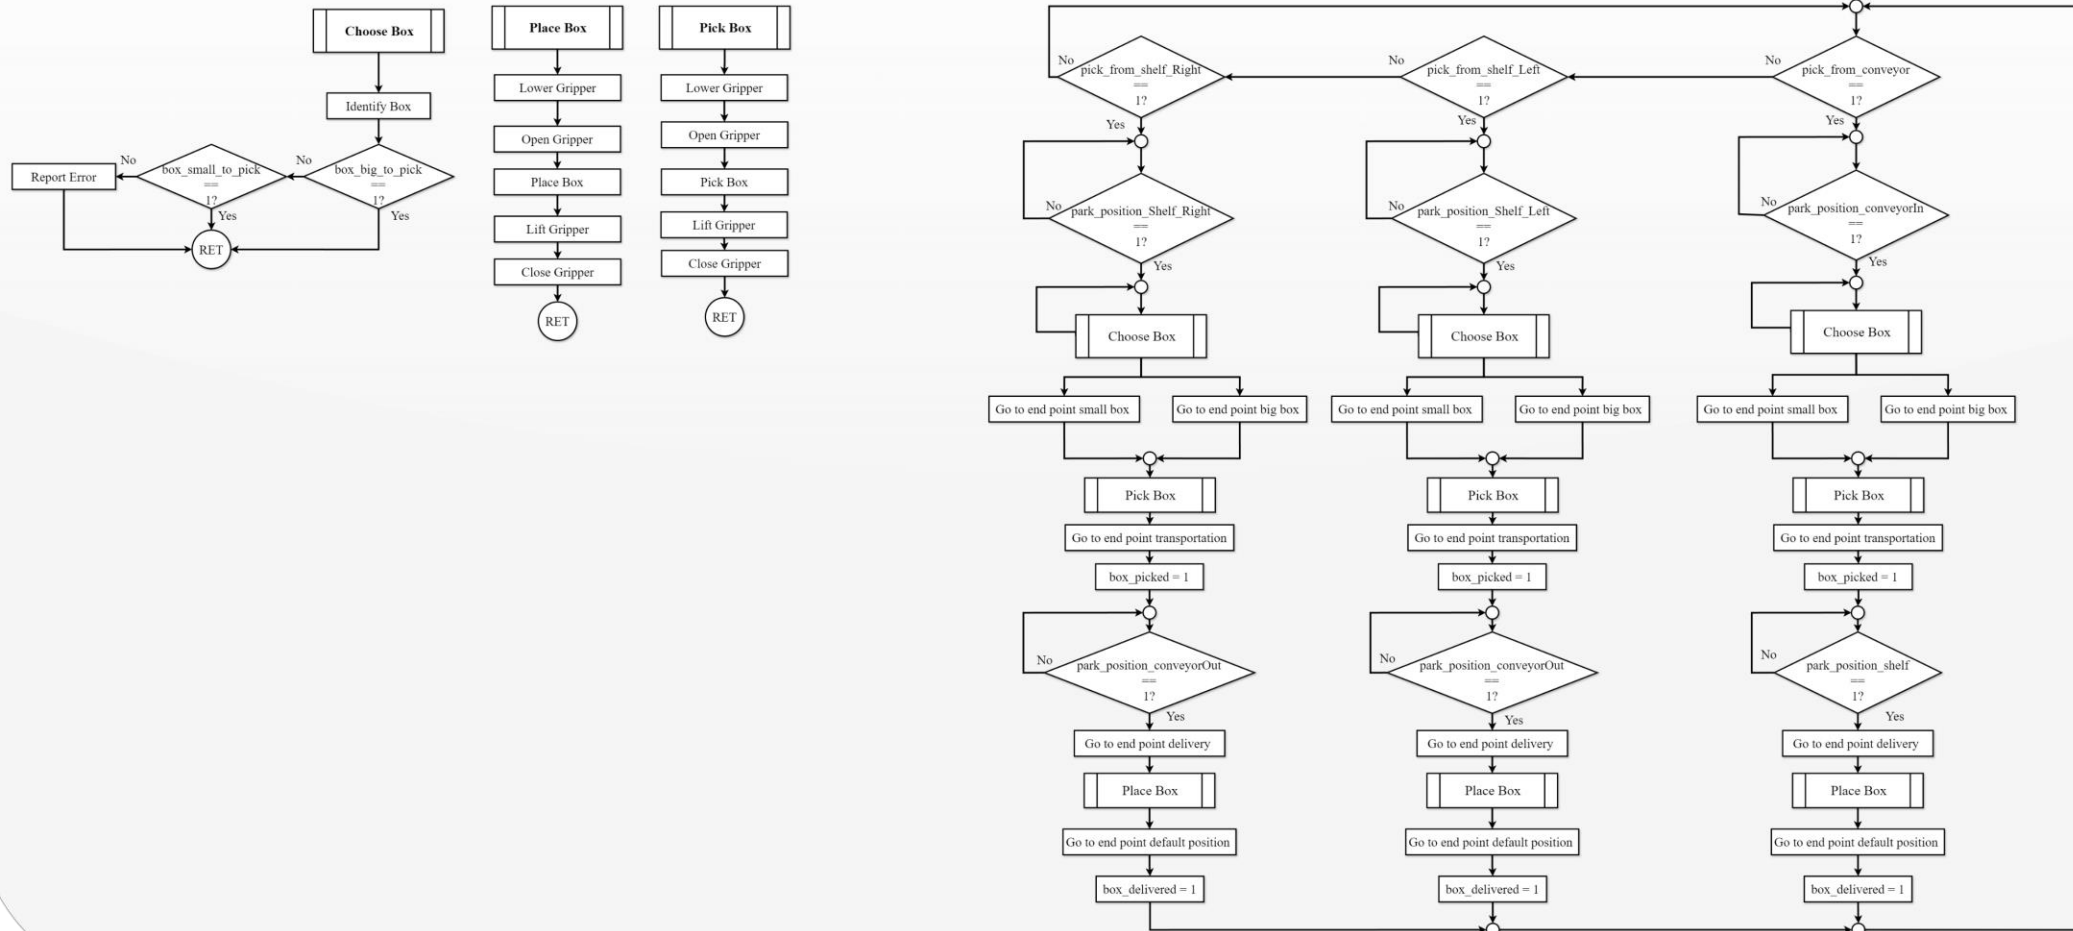 Choose Box
Identify Box
box_big_to_pick
==
1?
No
Yes
box_small_to_pick
==
1?
No
Yes
Report Error
RET
Place Box
Lower Gripper
Open Gripper
Place Box
Lift Gripper
Close Gripper
RET
Pick Box
Lower Gripper
Open Gripper
Pick Box
Lift Gripper
Close Gripper
RET
pick_from_shelf_Right
==
1?
No
Yes
park_position_Shelf_Right
==
1?
No
Yes
Choose Box
Go to end point small box
Go to end point big box
Pick Box
Go to end point transportation
box_picked = 1
park_position_conveyorOut
==
1?
No
Yes
Go to end point delivery
Place Box
Go to end point default position
box_delivered = 1
pick_from_shelf_Left
==
1?
No
Yes
park_position_Shelf_Left
==
1?
No
Yes
Choose Box
Go to end point small box
Go to end point big box
Pick Box
Go to end point transportation
box_picked = 1
park_position_conveyorOut
==
1?
No
Yes
Go to end point delivery
Place Box
Go to end point default position
box_delivered = 1
pick_from_conveyor
==
1?
No
Yes
park_position_conveyorIn
==
1?
No
Yes
Choose Box
Go to end point small box
Go to end point big box
Pick Box
Go to end point transportation
box_picked = 1
park_position_shelf
==
1?
No
Yes
Go to end point delivery
Place Box
Go to end point default position
box_delivered = 1